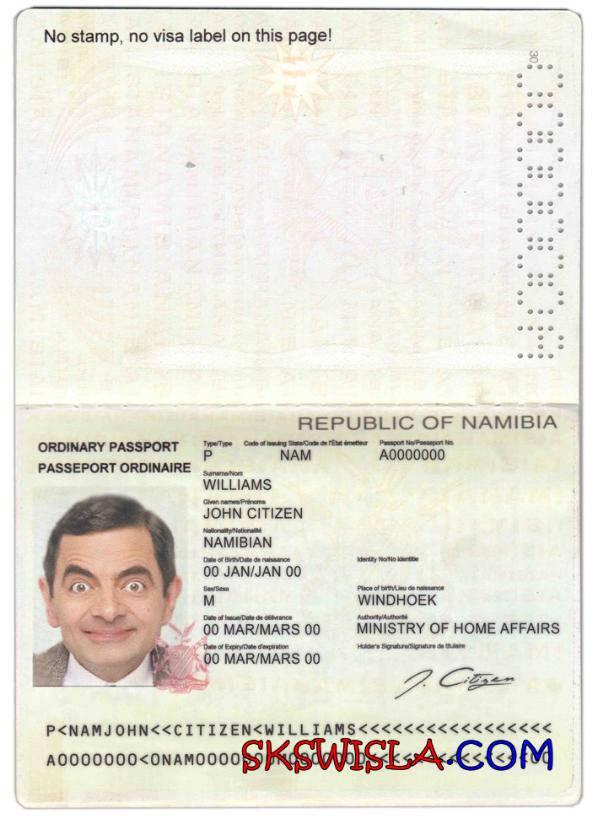 No stamp, no visa label on this page!
30
REPUBLIC OF NAMIBIA
ORDINARY PASSPORT
PASSEPORT ORDINAIRE
Type/Type Code of issuing State/Code de l'État émetteur Passport No/Passeport No.
P NAM A0000000
Surname/Nom
WILLIAMS
Given names/Prénoms
JOHN CITIZEN
Nationality/Nationalité
NAMIBIAN
Date of Birth/Date de naissance Identity No/No identitie
00 JAN/JAN 00
Sex/Sexe Place of birth/Lieu de naissance
M WINDHOEK
Date of Issue/Date de délivrance Authority/Authorité
00 MAR/MARS 00 MINISTRY OF HOME AFFAIRS
Date of Expiry/Date d'expiration Holder's Signature/Signature de titulaire
00 MAR/MARS 00
J. Citizen
P<NAMJOHN<<CITIZEN<WILLIAMS<<<<<<<<<<<<<<<<<
A0000000<0NAM0000
SKSWISLA.COM